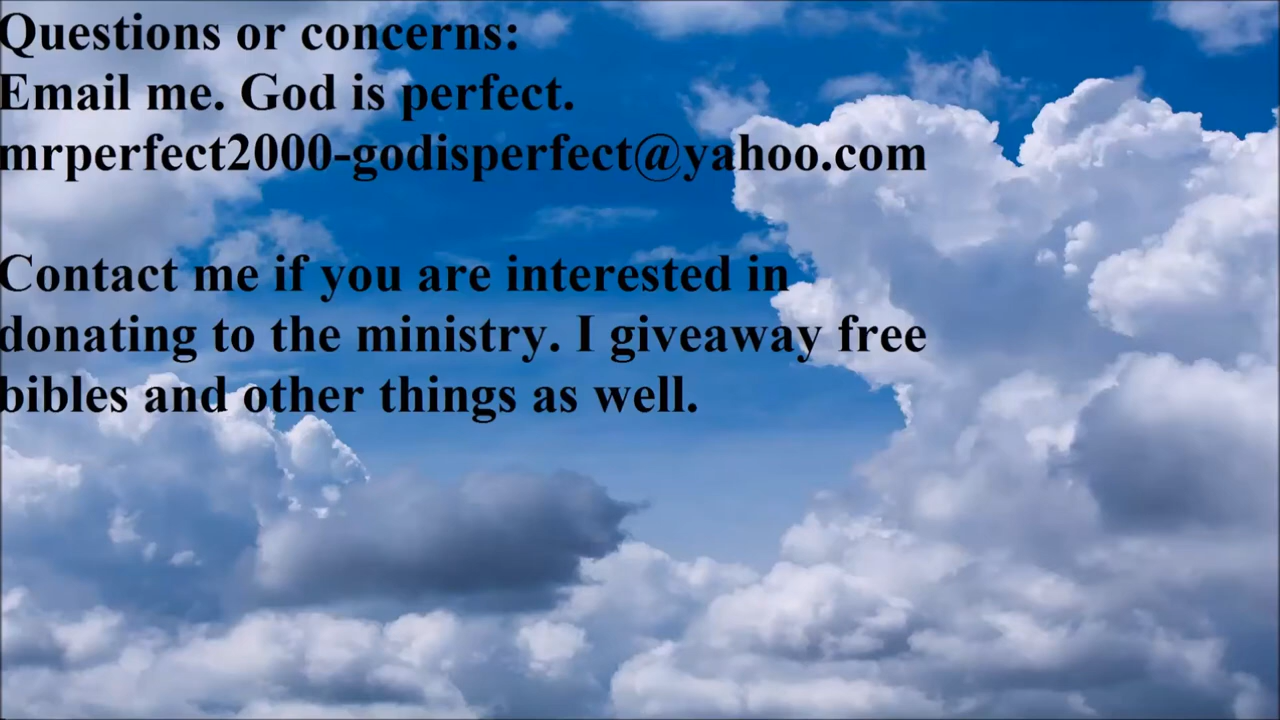 Questions or concerns:
Email me. God is perfect.
mrperfect2000-godisperfect@yahoo.com
Contact me if you are interested in
donating to the ministry. I giveaway free
bibles and other things as well.